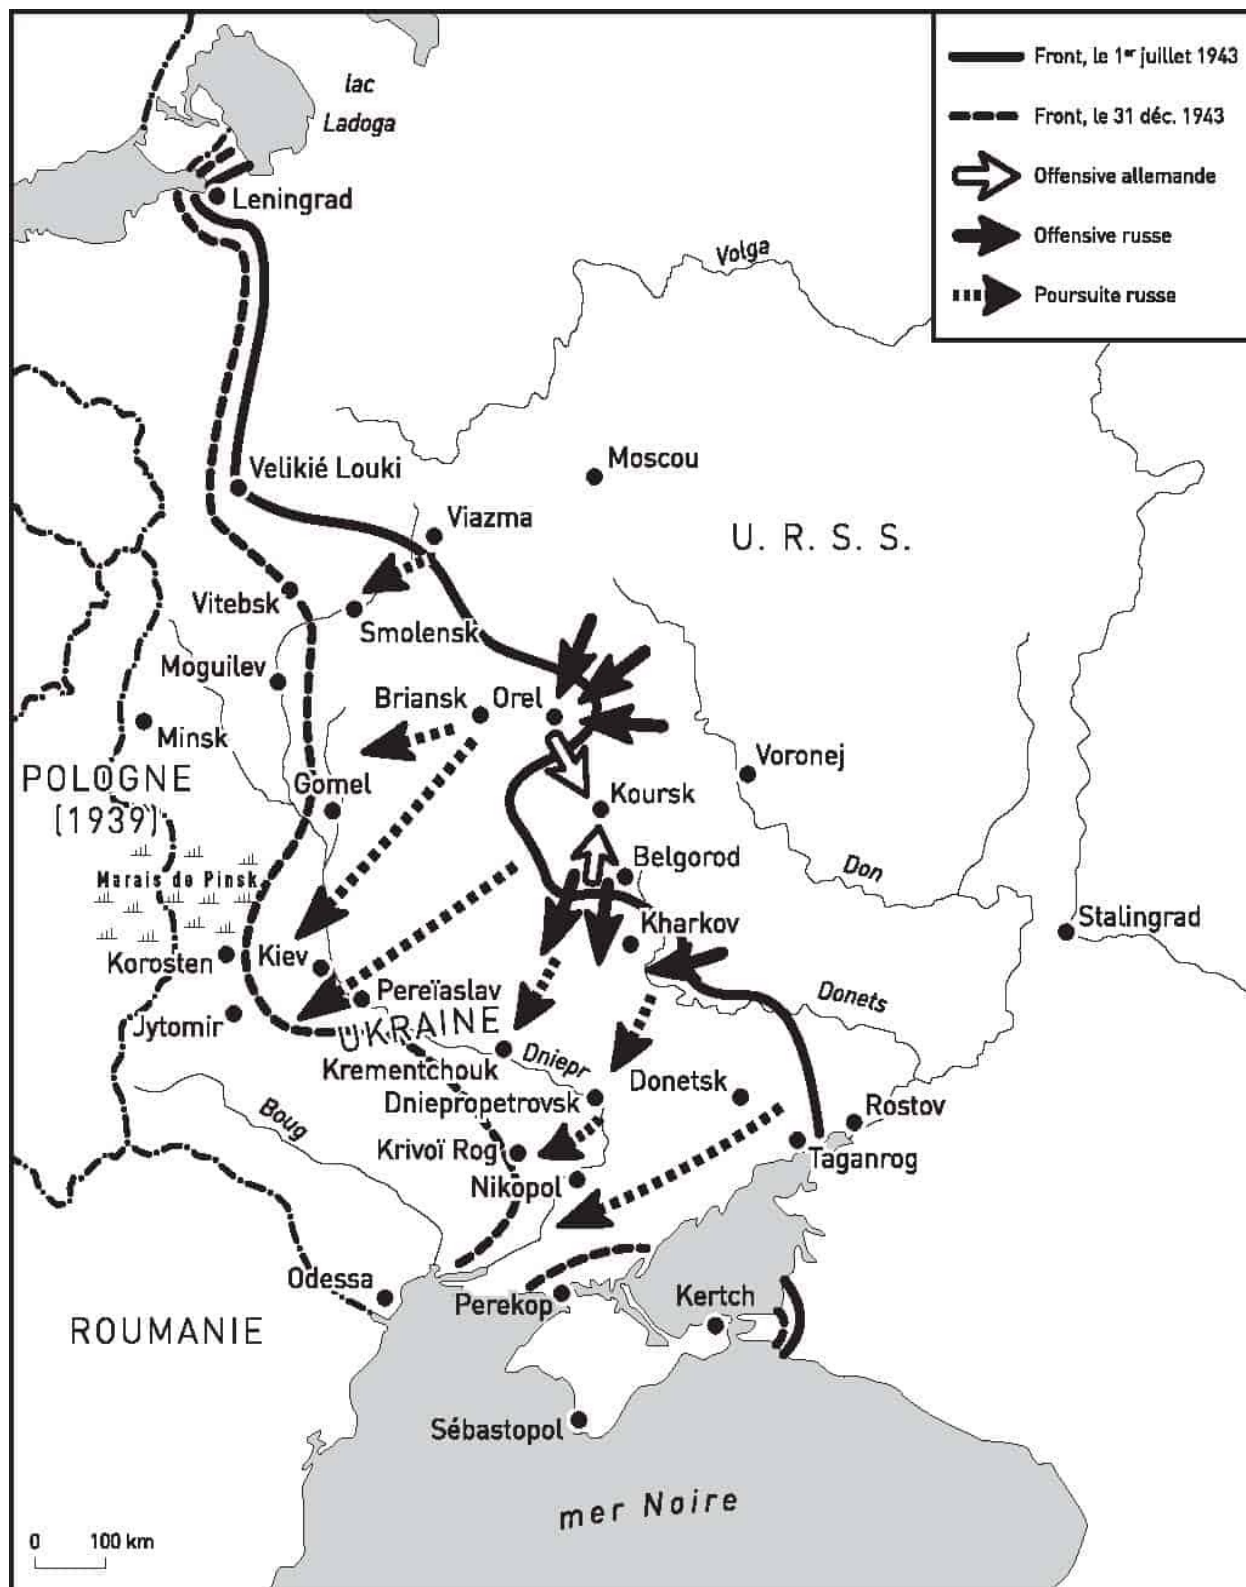 Front, le 1er juillet 1943
Front, le 31 déc. 1943
Offensive allemande
Offensive russe
Poursuite russe
lac
Ladoga
Leningrad
Volga
Velikié Louki
Moscou
Viazma
U. R. S. S.
Vitebsk
Smolensk
Moguilev
Briansk
Orel
Minsk
Voronej
POLOGNE
(1939)
Gomel
Koursk
Belgorod
Don
Marais de Pinsk
Kharkov
Stalingrad
Korosten
Kiev
Pereïaslav
Donets
Jytomir
UKRAINE
Krementchouk
Dniepr
Donetsk
Dniepropetrovsk
Rostov
Boug
Krivoï Rog
Taganrog
Nikopol
Odessa
Perekop
Kertch
ROUMANIE
Sébastopol
mer Noire
0 100 km